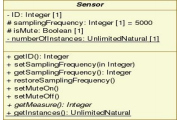 Sensor
- ID: Integer [1]
# samplingFrequency: Integer [1] = 5000
# isMute: Boolean [1]
- numberOfInstances: UnlimitedNatural [1]
+ getID(): Integer
+ setSamplingFrequency(in Integer)
+ getSamplingFrequency(): Integer
+ restoreSamplingFrequency()
+ setMuteOn()
+ setMuteOff()
+ getMeasure(): Integer
+ getInstances(): UnlimitedNatural